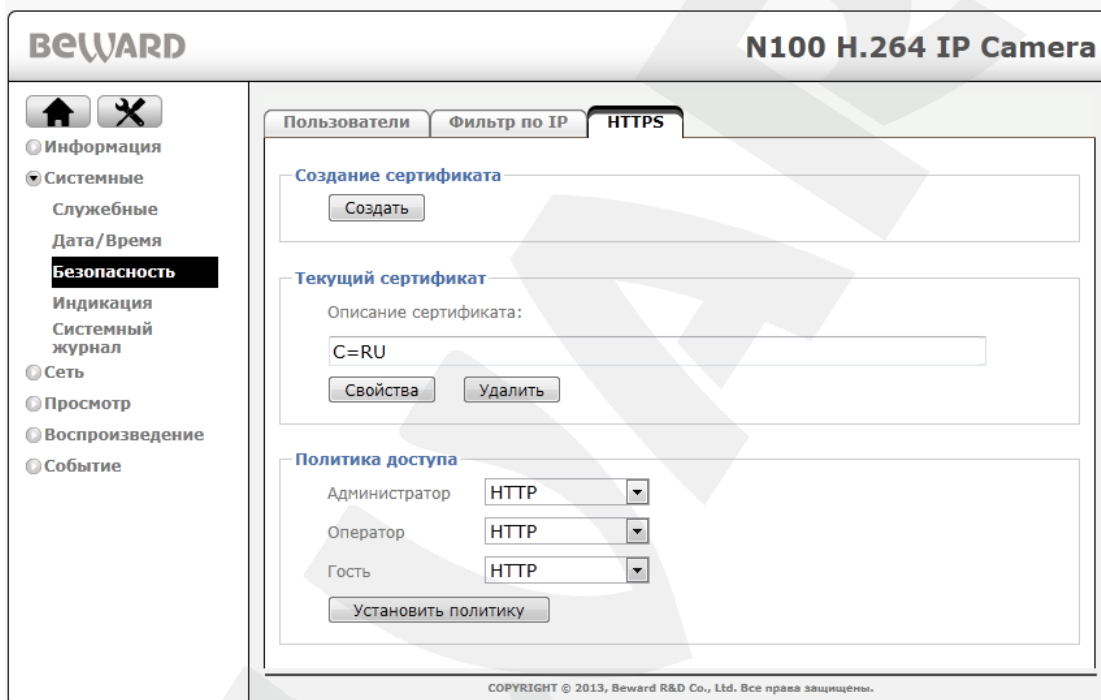 BEWARD
N100 H.264 IP Camera
Информация
Системные
Служебные
Дата/Время
Безопасность
Индикация
Системный
журнал
Сеть
Просмотр
Воспроизведение
Событие
Пользователи
Фильтр по IP
HTTPS
Создание сертификата
Создать
Текущий сертификат
Описание сертификата:
C=RU
Свойства
Удалить
Политика доступа
Администратор HTTP
Оператор HTTP
Гость HTTP
Установить политику
COPYRIGHT © 2013, Beward R&D Co., Ltd. Все права защищены.